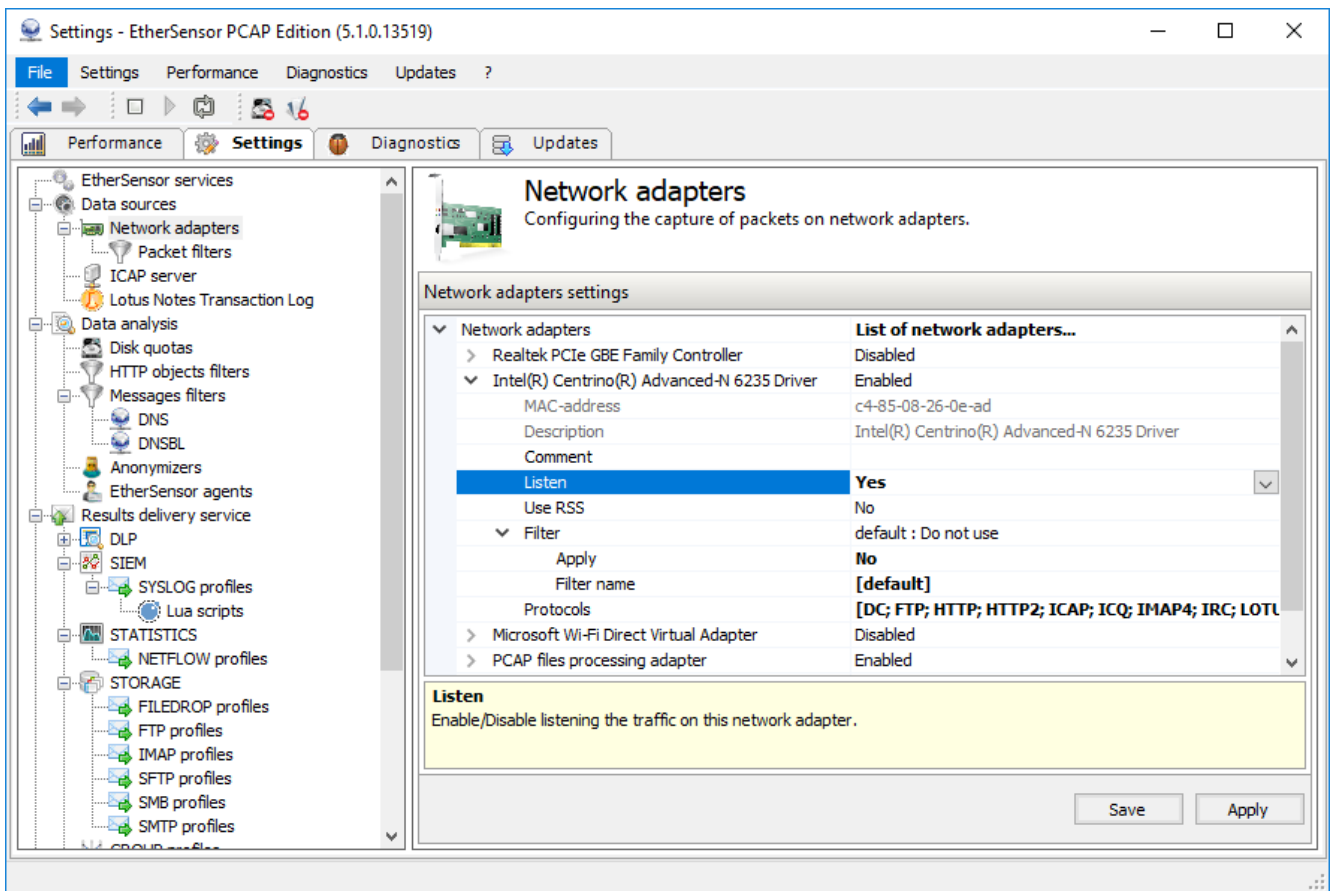 Settings - EtherSensor PCAP Edition (5.1.0.13519)
File Settings Performance Diagnostics Updates ?
Performance Settings Diagnostics Updates
EtherSensor services
Data sources
Network adapters
Packet filters
ICAP server
Lotus Notes Transaction Log
Data analysis
Disk quotas
HTTP objects filters
Messages filters
DNS
DNSBL
Anonymizers
EtherSensor agents
Results delivery service
DLP
SIEM
SYSLOG profiles
Lua scripts
STATISTICS
NETFLOW profiles
STORAGE
FILEDROP profiles
FTP profiles
IMAP profiles
SFTP profiles
SMB profiles
SMTP profiles
Network adapters
Configuring the capture of packets on network adapters.
Network adapters settings
Network adapters List of network adapters...
Realtek PCIe GBE Family Controller Disabled
Intel(R) Centrino(R) Advanced-N 6235 Driver Enabled
MAC-address c4-85-08-26-0e-ad
Description Intel(R) Centrino(R) Advanced-N 6235 Driver
Comment
Listen Yes
Use RSS No
Filter default : Do not use
Apply No
Filter name [default]
Protocols [DC; FTP; HTTP; HTTP2; ICAP; ICQ; IMAP4; IRC; LOTU
Microsoft Wi-Fi Direct Virtual Adapter Disabled
PCAP files processing adapter Enabled
Listen
Enable/Disable listening the traffic on this network adapter.
Save Apply